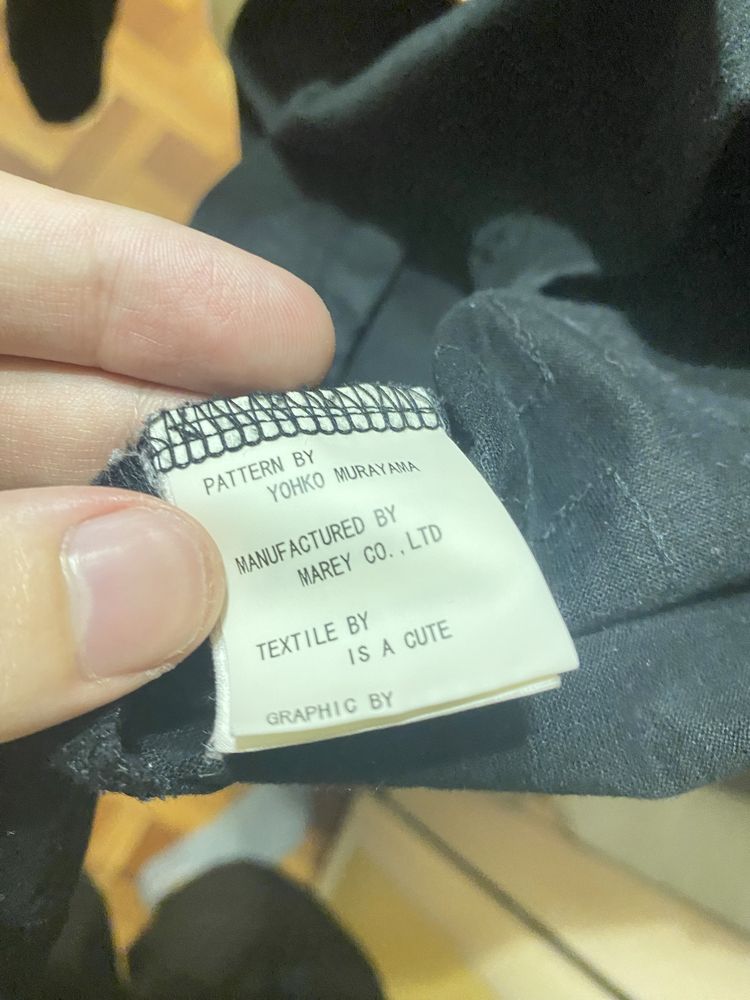 PATTERN BY
YOHKO MURAYAMA
MANUFACTURED BY
MAREY CO.,LTD
TEXTILE BY
IS A CUTE
GRAPHIC BY